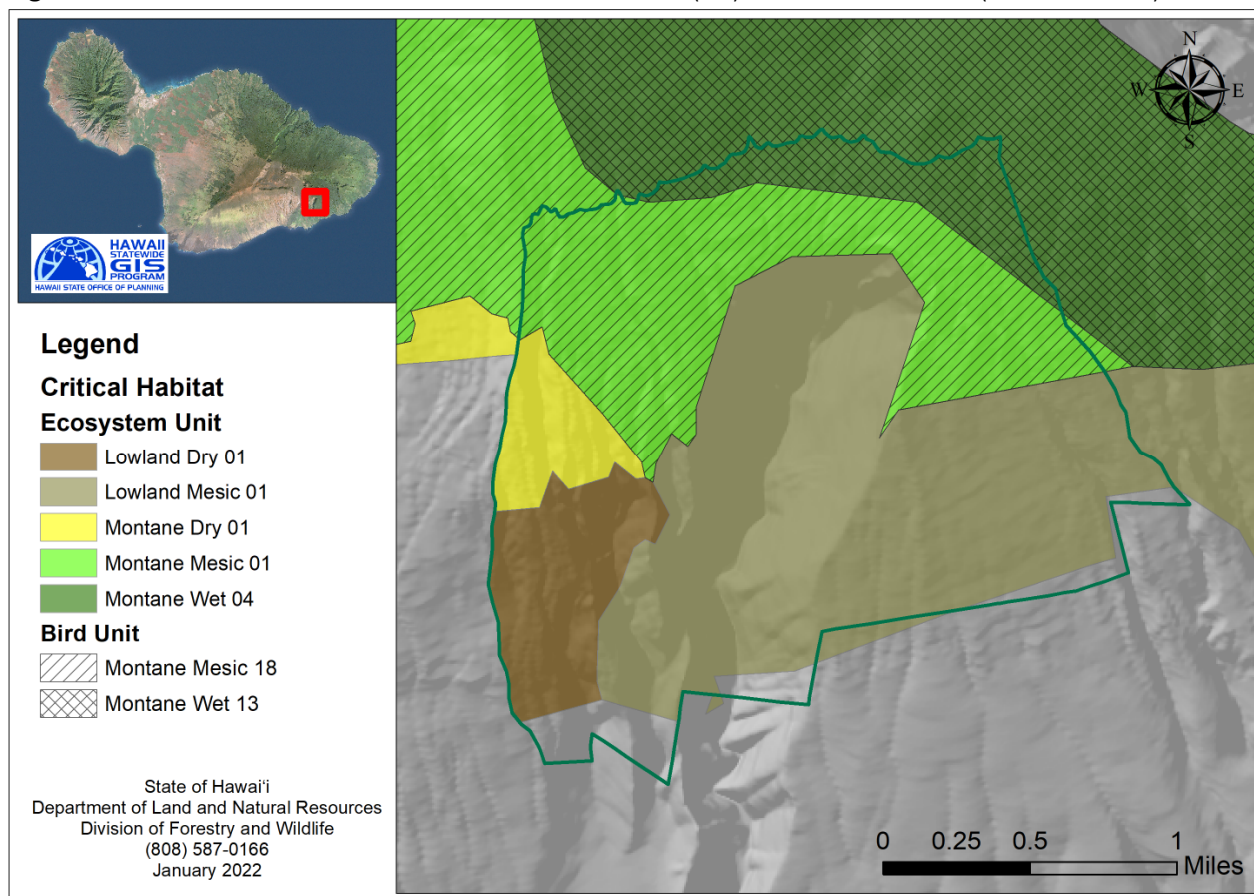 N
W E
S
HAWAII
STATEWIDE
GIS
PROGRAM
HAWAII STATE OFFICE OF PLANNING
Legend
Critical Habitat
Ecosystem Unit
Lowland Dry 01
Lowland Mesic 01
Montane Dry 01
Montane Mesic 01
Montane Wet 04
Bird Unit
Montane Mesic 18
Montane Wet 13
State of Hawaiʻi
Department of Land and Natural Resources
Division of Forestry and Wildlife
(808) 587-0166
January 2022
0 0.25 0.5 1
Miles